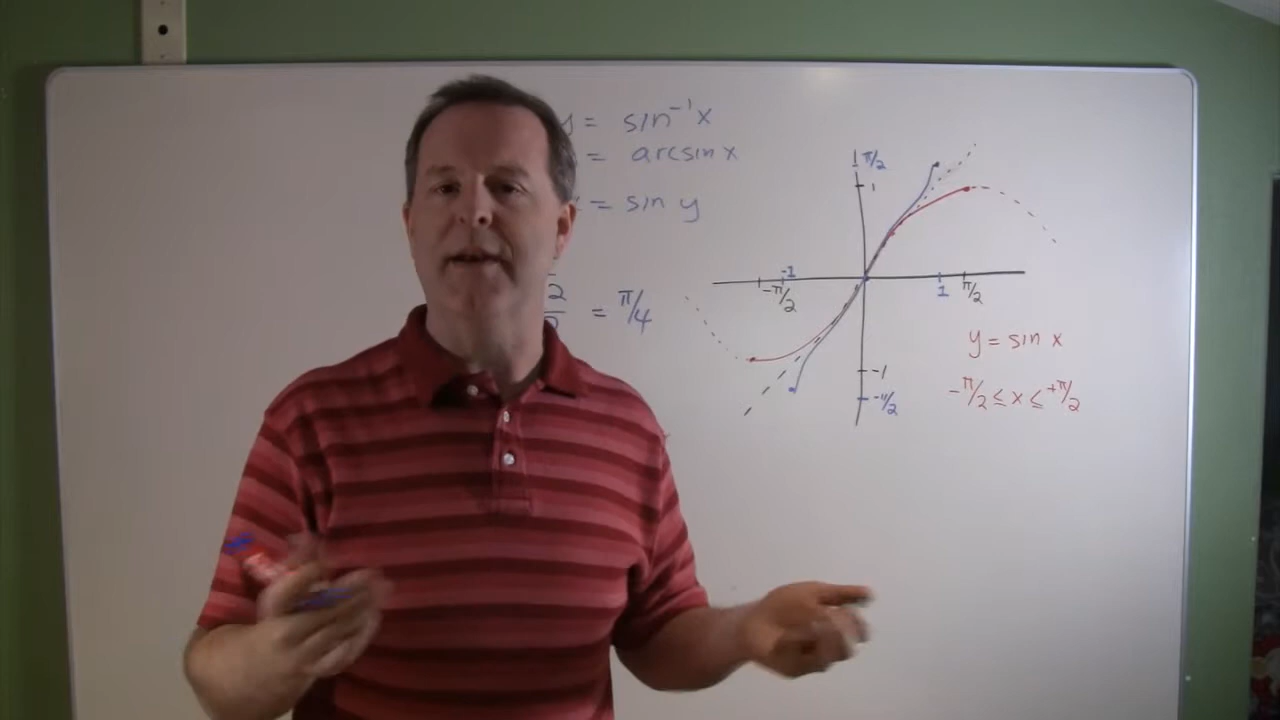 y = sin⁻¹x
= arcsin x
= sin y
= π/4
π/2
1
-1
-π/2
1
π/2
-1
-π/2
y = sin x
-π/2 ≤ x ≤ +π/2